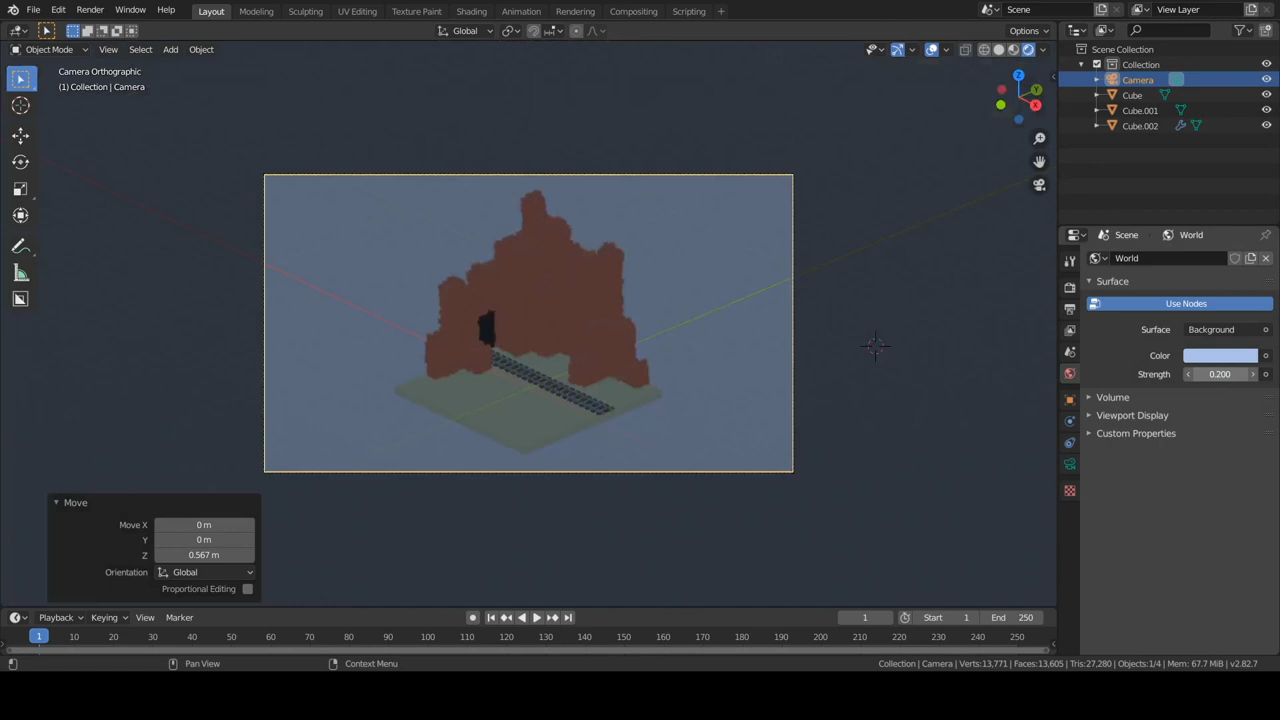 File Edit Render Window Help Layout Modeling Sculpting UV Editing Texture Paint Shading Animation Rendering Compositing Scripting Scene View Layer
Global Options
Object Mode View Select Add Object
Camera Orthographic
(1) Collection | Camera
Z
Y
X
Scene Collection
Collection
Camera
Cube
Cube.001
Cube.002
Scene World
World
Surface
Use Nodes
Surface Background
Color
Strength 0.200
Volume
Viewport Display
Custom Properties
Move
Move X 0 m
Y 0 m
Z 0.567 m
Orientation Global
Proportional Editing
Playback Keying View Marker 1 Start 1 End 250
1 10 20 30 40 50 60 70 80 90 100 110 120 130 140 150 160 170 180 190 200 210 220 230 240 250
Pan View Context Menu Collection | Camera | Verts:13,771 | Faces:13,605 | Tris:27,280 | Objects:1/4 | Mem: 67.7 MiB | v2.82.7